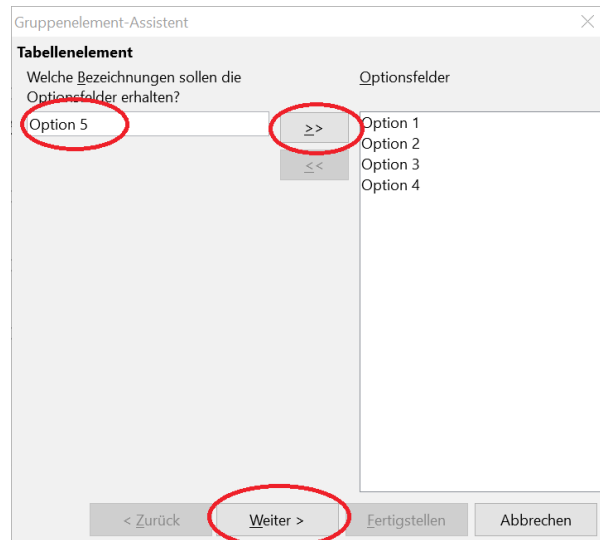 Gruppenelement-Assistent
Tabellenelement
Welche Bezeichnungen sollen die
Optionsfelder erhalten?
Optionsfelder
Option 5
>>
<<
Option 1
Option 2
Option 3
Option 4
< Zurück
Weiter >
Fertigstellen
Abbrechen